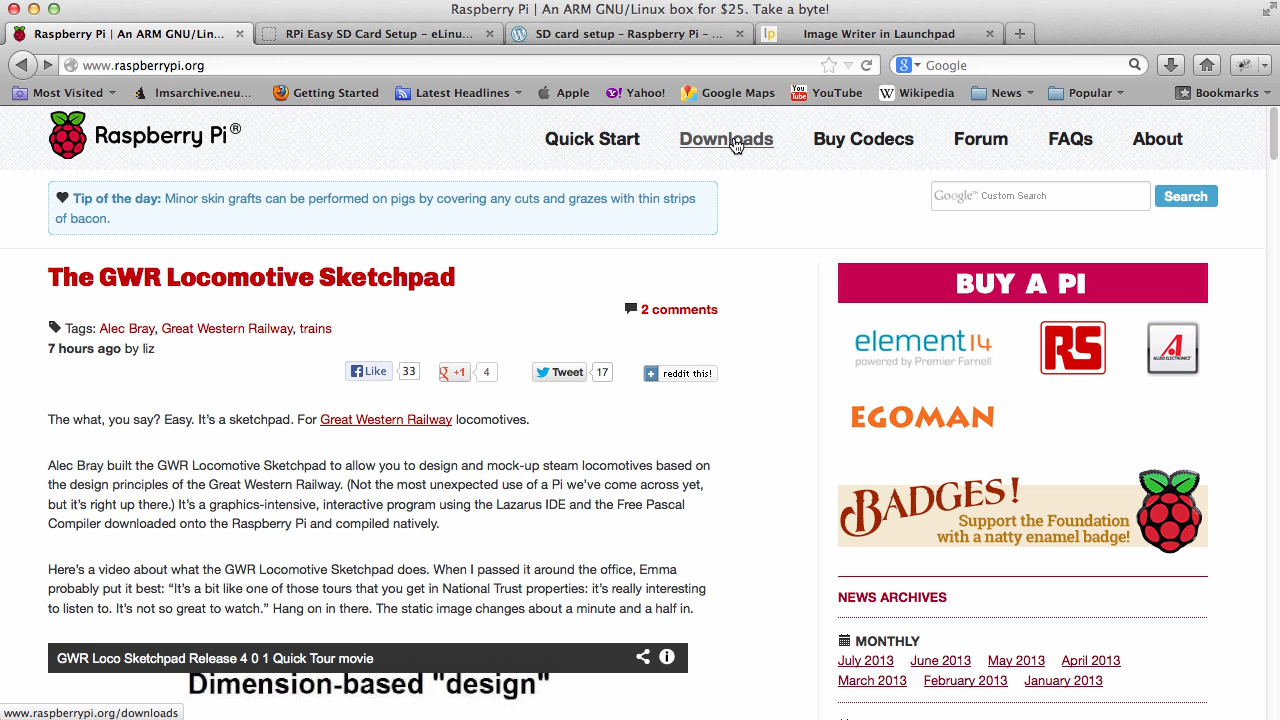 Raspberry Pi | An ARM GNU/Linux box for $25. Take a byte!
Raspberry Pi | An ARM GNU/Lin...
RPi Easy SD Card Setup - eLinu...
SD card setup - Raspberry Pi - ...
lp Image Writer in Launchpad
www.raspberrypi.org
Google
Most Visited
lmsarchive.neu...
Getting Started
Latest Headlines
Apple
Yahoo!
Google Maps
YouTube
Wikipedia
News
Popular
Bookmarks
Raspberry Pi®
Quick Start
Downloads
Buy Codecs
Forum
FAQs
About
Tip of the day: Minor skin grafts can be performed on pigs by covering any cuts and grazes with thin strips
of bacon.
Google™ Custom Search
Search
The GWR Locomotive Sketchpad
2 comments
Tags: Alec Bray, Great Western Railway, trains
7 hours ago by liz
Like 33
+1 4
Tweet 17
reddit this!
The what, you say? Easy. It's a sketchpad. For Great Western Railway locomotives.
Alec Bray built the GWR Locomotive Sketchpad to allow you to design and mock-up steam locomotives based on
the design principles of the Great Western Railway. (Not the most unexpected use of a Pi we've come across yet,
but it's right up there.) It's a graphics-intensive, interactive program using the Lazarus IDE and the Free Pascal
Compiler downloaded onto the Raspberry Pi and compiled natively.
Here's a video about what the GWR Locomotive Sketchpad does. When I passed it around the office, Emma
probably put it best: "It's a bit like one of those tours that you get in National Trust properties: it's really interesting
to listen to. It's not so great to watch." Hang on in there. The static image changes about a minute and a half in.
GWR Loco Sketchpad Release 4 0 1 Quick Tour movie
Dimension-based "design"
BUY A PI
element14
powered by Premier Farnell
RS
ALLIED ELECTRONICS
EGOMAN
BADGES!
Support the Foundation
with a natty enamel badge!
NEWS ARCHIVES
MONTHLY
July 2013 June 2013 May 2013 April 2013
March 2013 February 2013 January 2013
www.raspberrypi.org/downloads